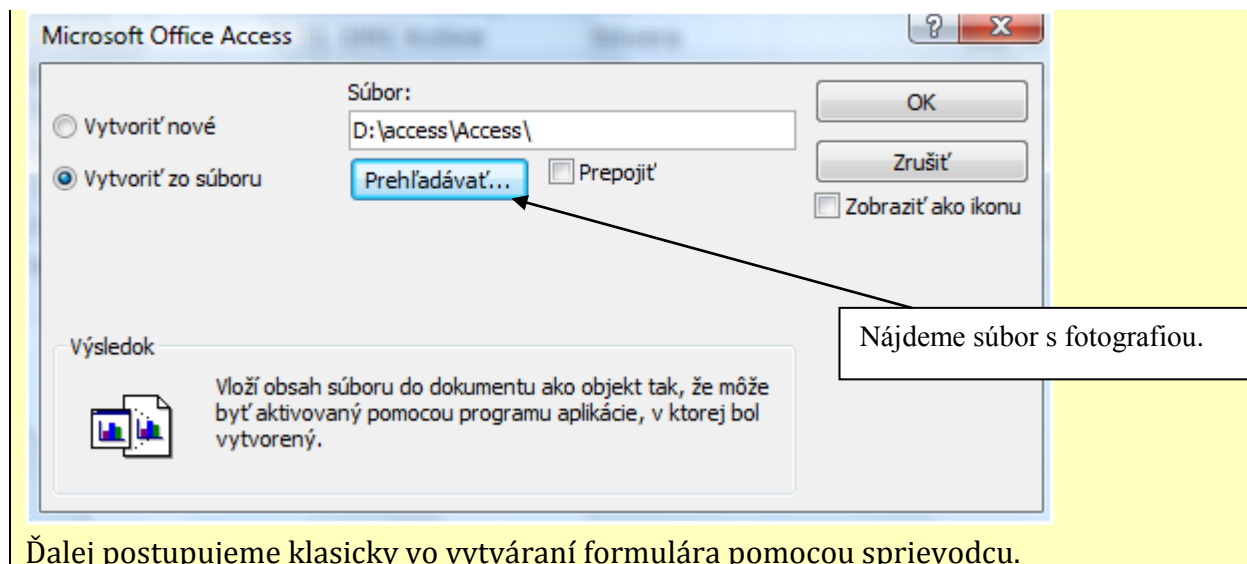 Microsoft Office Access
Súbor:
Vytvoriť nové
D:\access\Access\
OK
Vytvoriť zo súboru
Prehľadávať...
Prepojiť
Zrušiť
Zobraziť ako ikonu
Nájdeme súbor s fotografiou.
Výsledok
Vloží obsah súboru do dokumentu ako objekt tak, že môže
byť aktivovaný pomocou programu aplikácie, v ktorej bol
vytvorený.
Ďalej postupujeme klasicky vo vytváraní formulára pomocou sprievodcu.